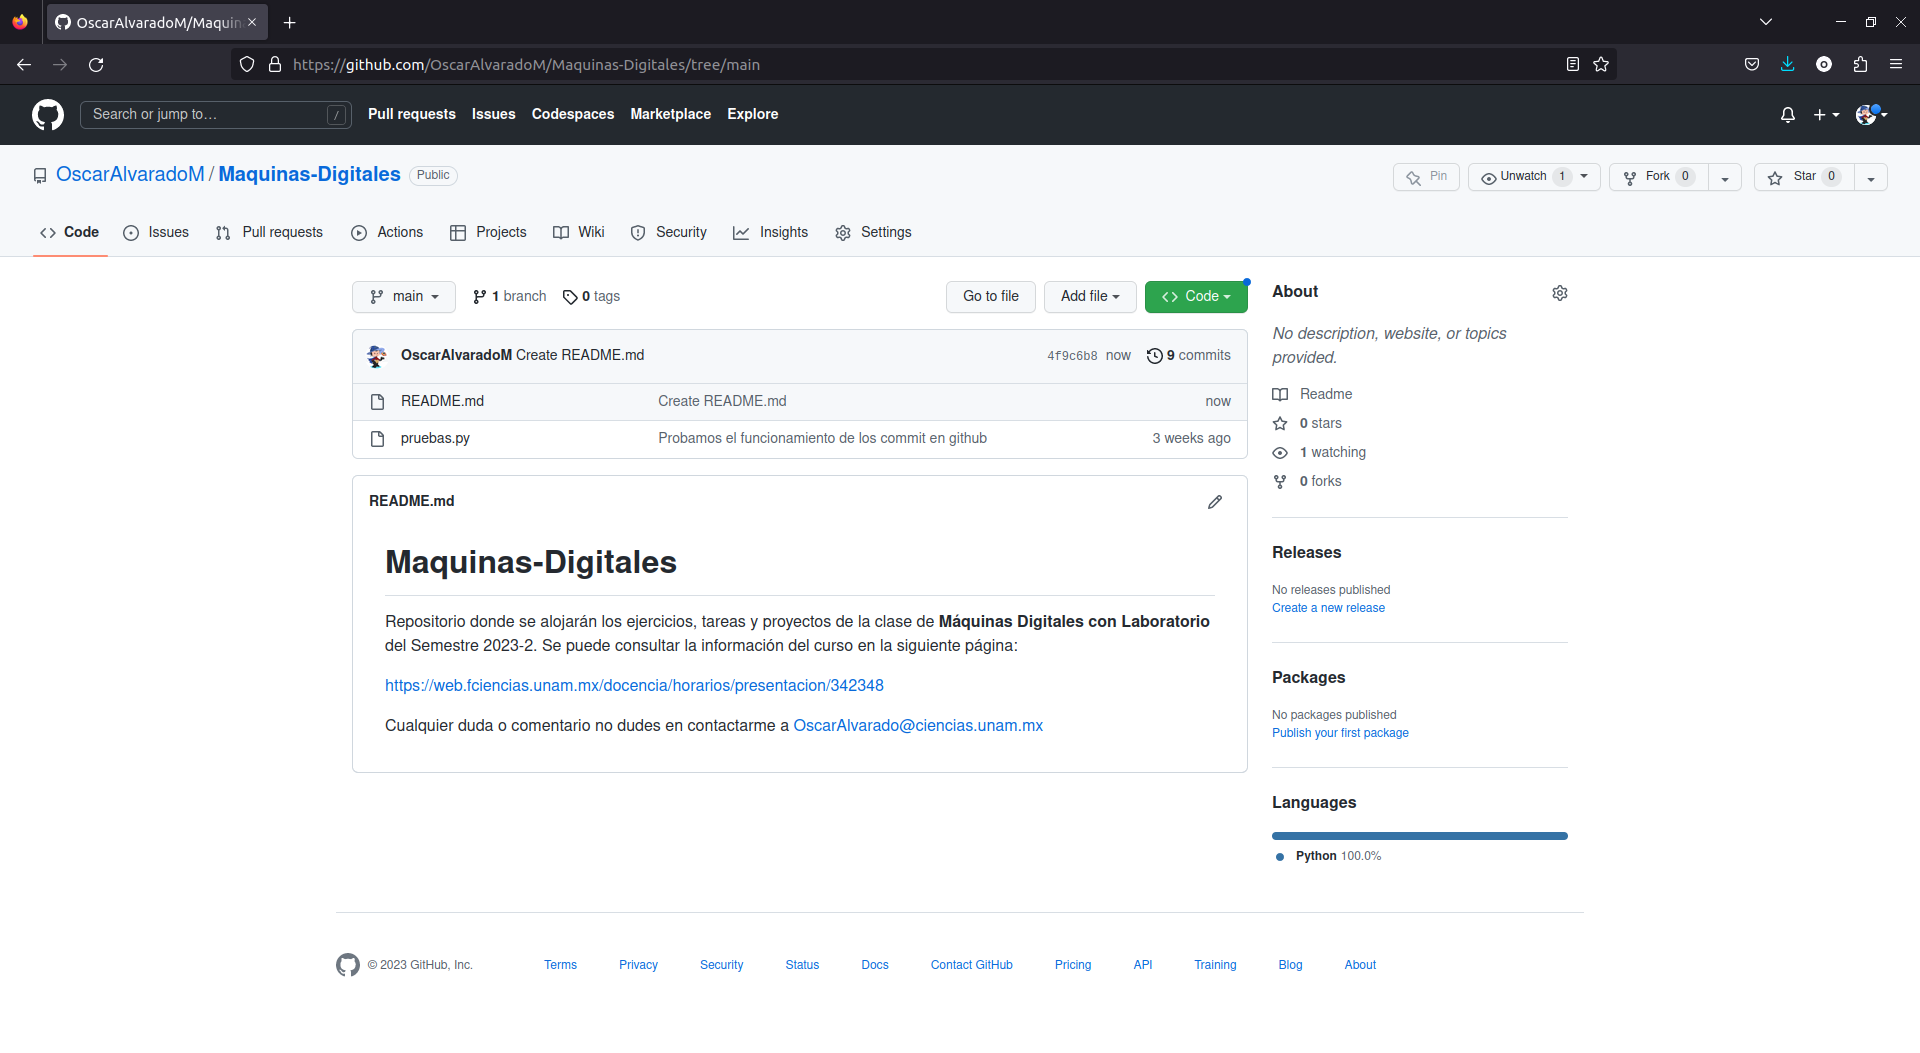 OscarAlvaradoM/Maquin
https://github.com/OscarAlvaradoM/Maquinas-Digitales/tree/main
Search or jump to… /
Pull requests Issues Codespaces Marketplace Explore
OscarAlvaradoM / Maquinas-Digitales Public
Pin Unwatch 1 Fork 0 Star 0
Code Issues Pull requests Actions Projects Wiki Security Insights Settings
main 1 branch 0 tags Go to file Add file Code
OscarAlvaradoM Create README.md 4f9c6b8 now 9 commits
README.md Create README.md now
pruebas.py Probamos el funcionamiento de los commit en github 3 weeks ago
README.md
Maquinas-Digitales
Repositorio donde se alojarán los ejercicios, tareas y proyectos de la clase de Máquinas Digitales con Laboratorio
del Semestre 2023-2. Se puede consultar la información del curso en la siguiente página:
https://web.fciencias.unam.mx/docencia/horarios/presentacion/342348
Cualquier duda o comentario no dudes en contactarme a OscarAlvarado@ciencias.unam.mx
About
No description, website, or topics
provided.
Readme
0 stars
1 watching
0 forks
Releases
No releases published
Create a new release
Packages
No packages published
Publish your first package
Languages
Python 100.0%
© 2023 GitHub, Inc. Terms Privacy Security Status Docs Contact GitHub Pricing API Training Blog About